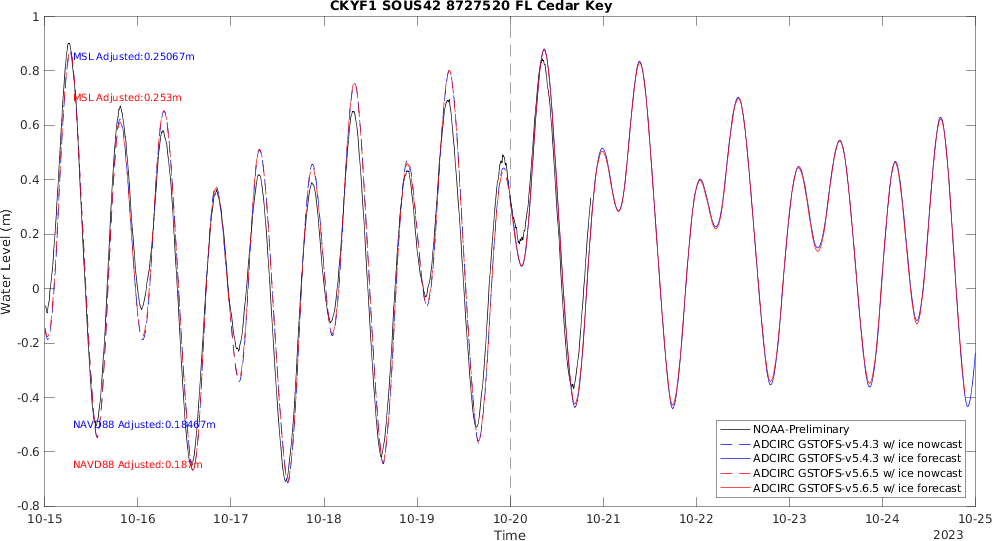 CKYF1 SOUS42 8727520 FL Cedar Key
1
0.8
0.6
0.4
0.2
0
-0.2
-0.4
-0.6
-0.8
Water Level (m)
MSL Adjusted:0.25067m
MSL Adjusted:0.253m
NAVD88 Adjusted:0.18467m
NAVD88 Adjusted:0.187m
NOAA-Preliminary
ADCIRC GSTOFS-v5.4.3 w/ ice nowcast
ADCIRC GSTOFS-v5.4.3 w/ ice forecast
ADCIRC GSTOFS-v5.6.5 w/ ice nowcast
ADCIRC GSTOFS-v5.6.5 w/ ice forecast
10-15 10-16 10-17 10-18 10-19 10-20 10-21 10-22 10-23 10-24 10-25
Time
2023